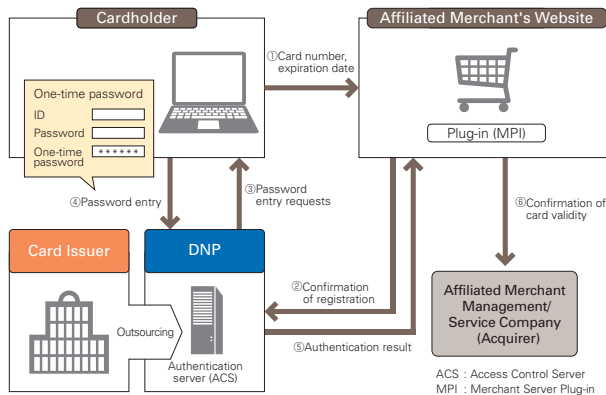 Cardholder
Affiliated Merchant's Website
①Card number,
expiration date
One-time password
ID
Password
One-time
password
******
Plug-in (MPI)
④Password entry
③Password
entry requests
⑥Confirmation of
card validity
Card Issuer
DNP
②Confirmation
of registration
Outsourcing
Authentication
server (ACS)
⑤Authentication result
Affiliated Merchant
Management/
Service Company
(Acquirer)
ACS : Access Control Server
MPI : Merchant Server Plug-in